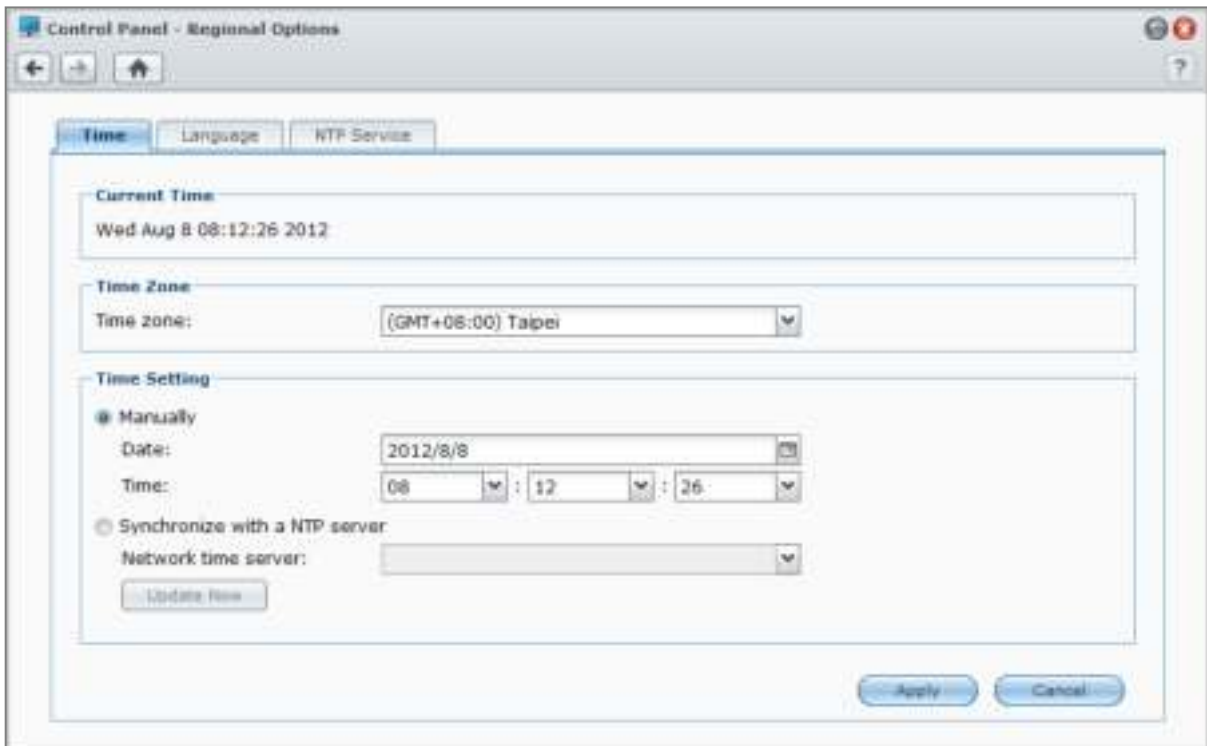 Control Panel - Regional Options
?
Time Language NTP Service
Current Time
Wed Aug 8 08:12:26 2012
Time Zone
Time zone: (GMT+08:00) Taipei
Time Setting
Manually
Date: 2012/8/8
Time: 08 : 12 : 26
Synchronize with a NTP server
Network time server:
Update Now
Apply Cancel